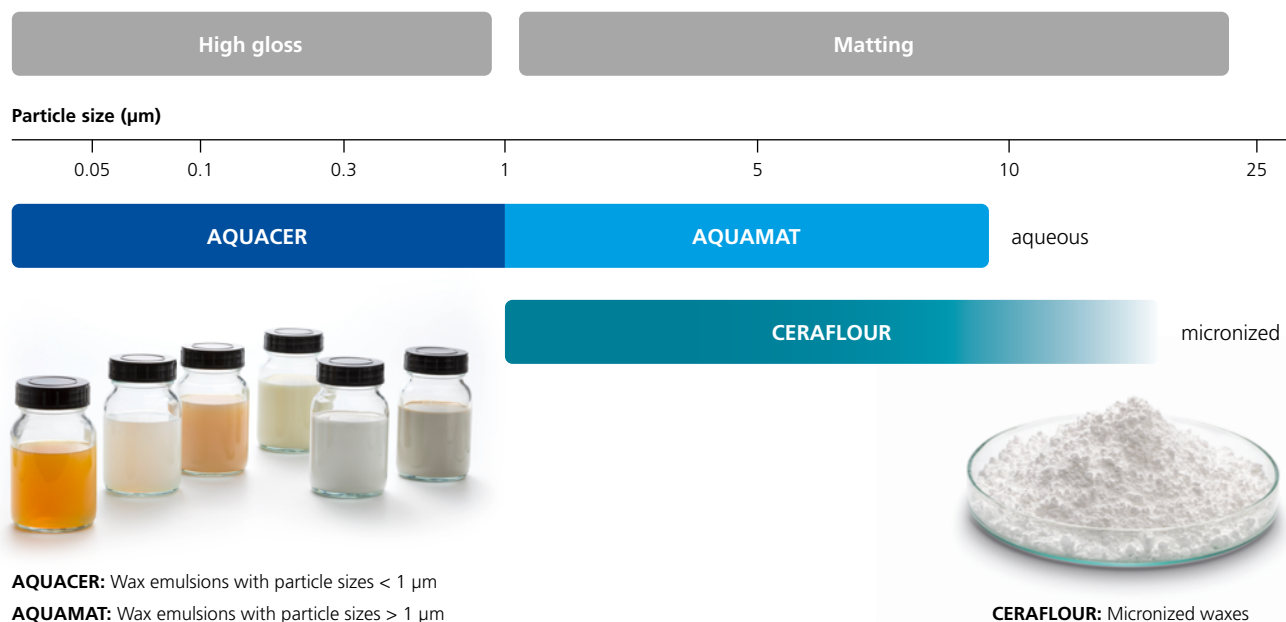 High gloss
Matting
Particle size (µm)
0.05
0.1
0.3
1
5
10
25
AQUACER
AQUAMAT
aqueous
CERAFLOUR
micronized
AQUACER: Wax emulsions with particle sizes < 1 µm
AQUAMAT: Wax emulsions with particle sizes > 1 µm
CERAFLOUR: Micronized waxes